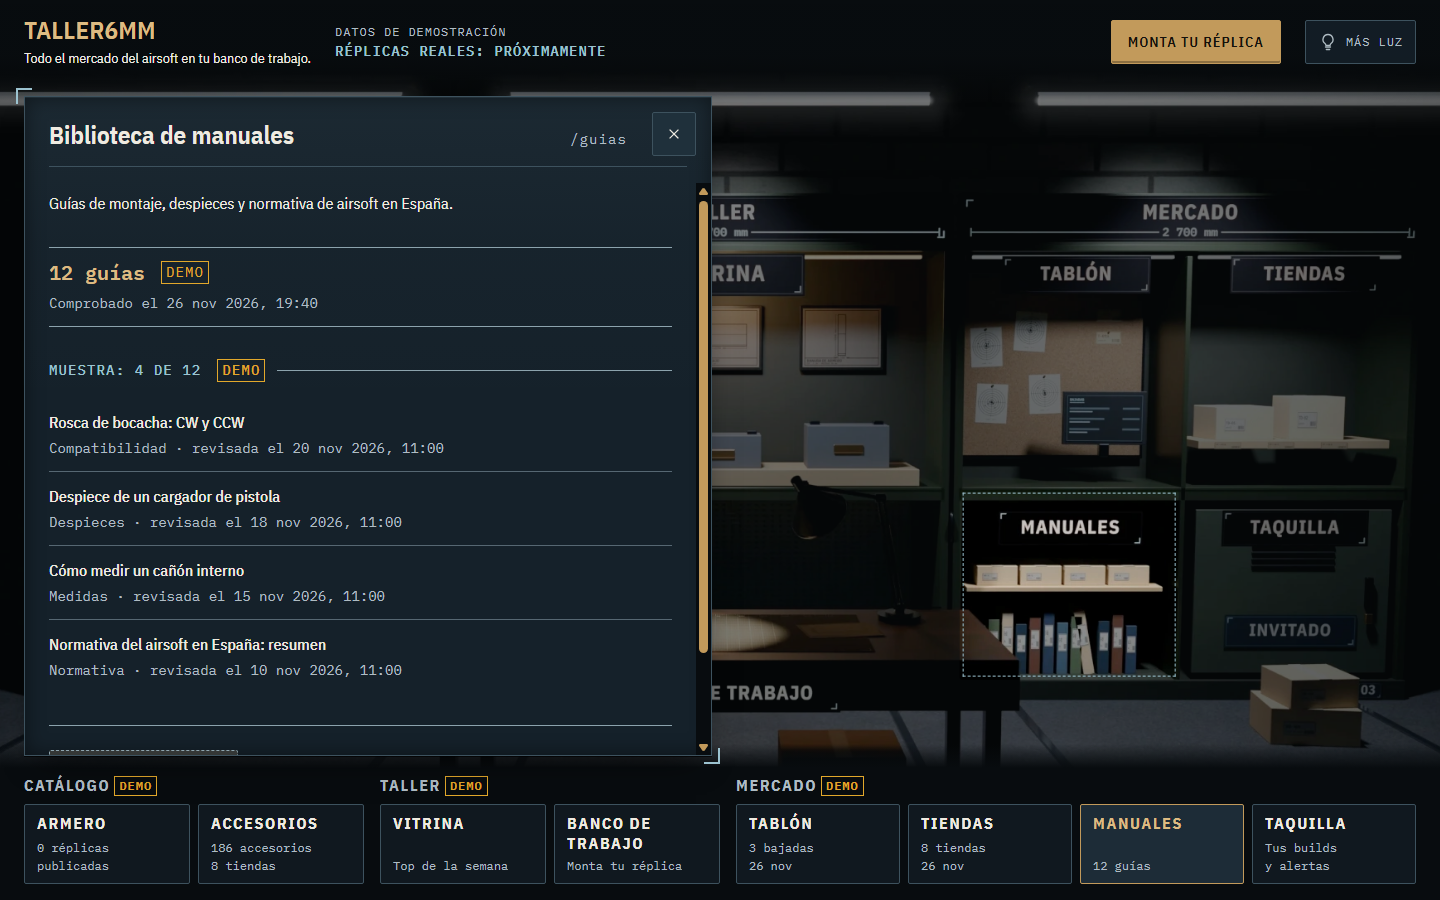 TALLER6MM
Todo el mercado del airsoft en tu banco de trabajo.
DATOS DE DEMOSTRACIÓN
RÉPLICAS REALES: PRÓXIMAMENTE
MONTA TU RÉPLICA
MÁS LUZ
Biblioteca de manuales
/guias
×
Guías de montaje, despieces y normativa de airsoft en España.
12 guías DEMO
Comprobado el 26 nov 2026, 19:40
MUESTRA: 4 DE 12 DEMO
Rosca de bocacha: CW y CCW
Compatibilidad · revisada el 20 nov 2026, 11:00
Despiece de un cargador de pistola
Despieces · revisada el 18 nov 2026, 11:00
Cómo medir un cañón interno
Medidas · revisada el 15 nov 2026, 11:00
Normativa del airsoft en España: resumen
Normativa · revisada el 10 nov 2026, 11:00
LLER
700 mm
RINA
E TRABAJO
MERCADO
2 700 mm
TABLÓN
TIENDAS
MANUALES
TAQUILLA
INVITADO
03
CATÁLOGO DEMO
ARMERO
0 réplicas
publicadas
ACCESORIOS
186 accesorios
8 tiendas
TALLER DEMO
VITRINA
Top de la semana
BANCO DE
TRABAJO
Monta tu réplica
MERCADO DEMO
TABLÓN
3 bajadas
26 nov
TIENDAS
8 tiendas
26 nov
MANUALES
12 guías
TAQUILLA
Tus builds
y alertas